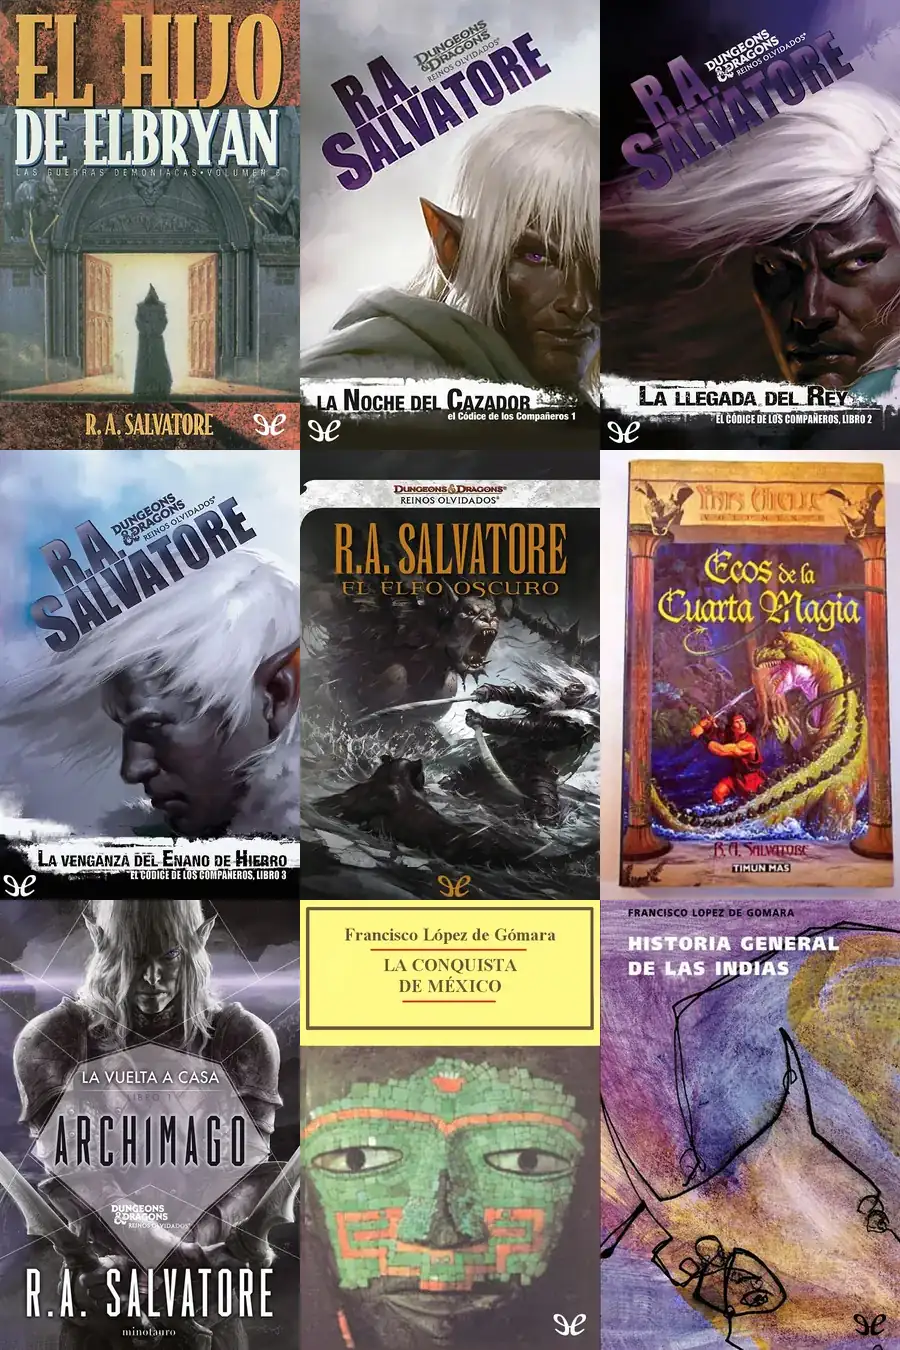 EL HIJO
DE ELBRYAN
LAS GUERRAS DEMONÍACAS • VOLUMEN 6
R. A. SALVATORE
DUNGEONS
& DRAGONS
REINOS OLVIDADOS
R.A.
SALVATORE
LA NOCHE DEL CAZADOR
el Códice de los Compañeros 1
DUNGEONS
& DRAGONS
REINOS OLVIDADOS
R.A.
SALVATORE
LA LLEGADA DEL REY
EL CÓDICE DE LOS COMPAÑEROS, LIBRO 2
DUNGEONS
& DRAGONS
REINOS OLVIDADOS
R.A.
SALVATORE
LA VENGANZA DEL ENANO DE HIERRO
EL CÓDICE DE LOS COMPAÑEROS, LIBRO 3
DUNGEONS & DRAGONS
REINOS OLVIDADOS
R.A. SALVATORE
EL ELFO OSCURO
Ecos de la
Cuarta Magia
R. A. SALVATORE
TIMUN MAS
LA VUELTA A CASA
LIBRO 1
ARCHIMAGO
DUNGEONS
& DRAGONS
REINOS OLVIDADOS
R.A. SALVATORE
minotauro
Francisco López de Gómara
LA CONQUISTA
DE MÉXICO
FRANCISCO LOPEZ DE GOMARA
HISTORIA GENERAL
DE LAS INDIAS